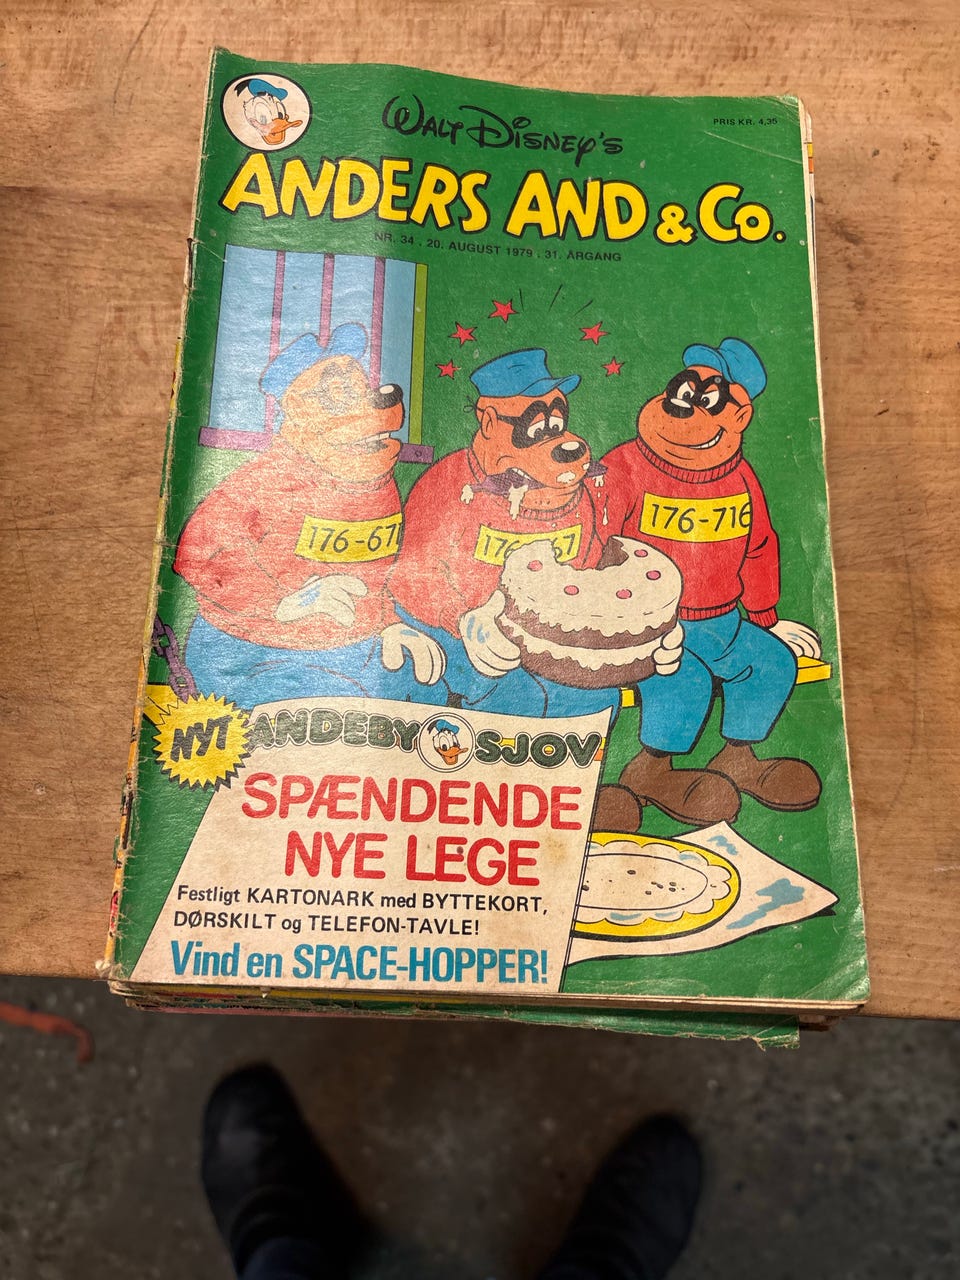 WALT DISNEY'S
PRIS KR. 4,35
ANDERS AND & CO.
NR. 34 . 20. AUGUST 1979 . 31. ÅRGANG
176-671
176-716
NYT
ANDEBY SJOV
SPÆNDENDE
NYE LEGE
Festligt KARTONARK med BYTTEKORT,
DØRSKILT og TELEFON-TAVLE!
Vind en SPACE-HOPPER!